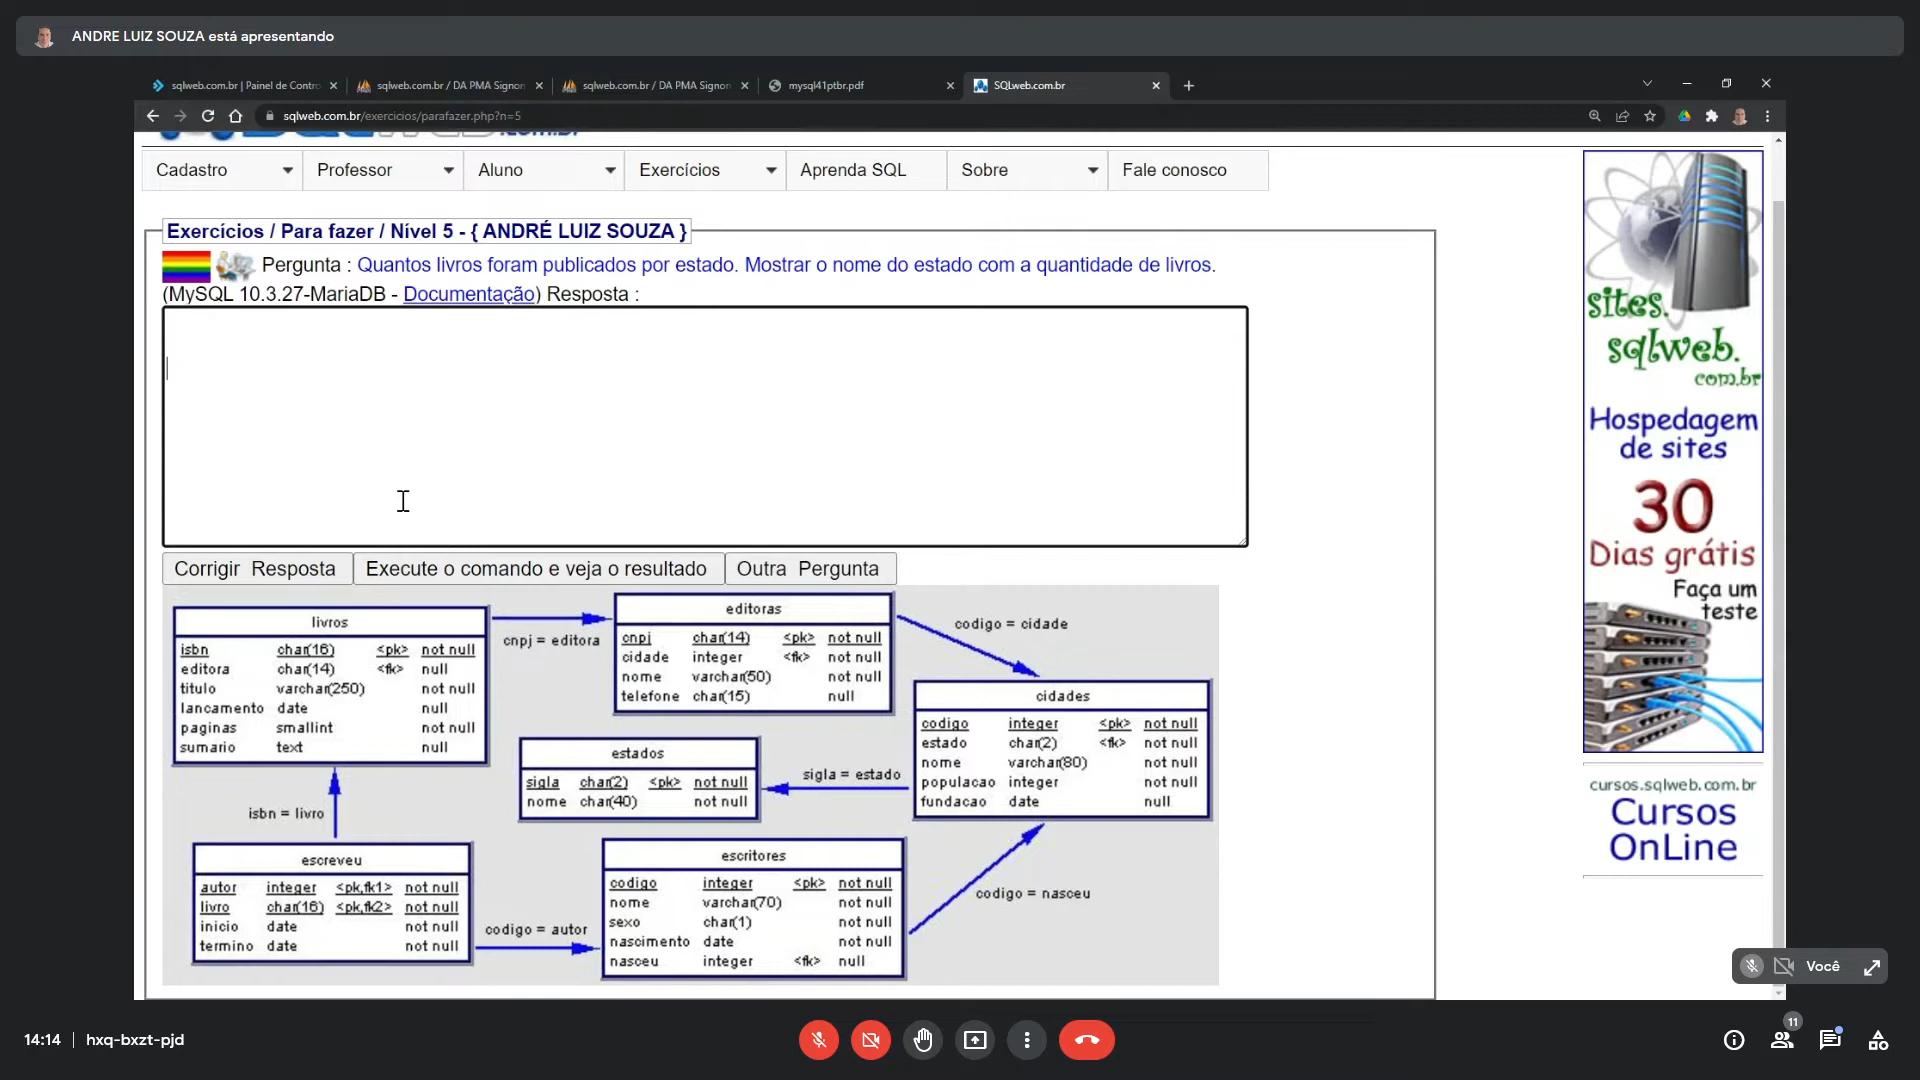 ANDRE LUIZ SOUZA está apresentando
sqlweb.com.br | Painel de Contro
sqlweb.com.br / DA PMA Signon
sqlweb.com.br / DA PMA Signon
mysql41ptbr.pdf
SQLweb.com.br
sqlweb.com.br/exercicios/parafazer.php?n=5
Cadastro Professor Aluno Exercícios Aprenda SQL Sobre Fale conosco
Exercícios / Para fazer / Nível 5 - { ANDRÉ LUIZ SOUZA }
Pergunta : Quantos livros foram publicados por estado. Mostrar o nome do estado com a quantidade de livros.
(MySQL 10.3.27-MariaDB - Documentação) Resposta :
Corrigir Resposta Execute o comando e veja o resultado Outra Pergunta
livros
isbn char(16) <pk> not null
editora char(14) <fk> null
titulo varchar(250) not null
lancamento date null
paginas smallint not null
sumario text null
cnpj = editora
editoras
cnpj char(14) <pk> not null
cidade integer <fk> not null
nome varchar(50) not null
telefone char(15) null
codigo = cidade
cidades
codigo integer <pk> not null
estado char(2) <fk> not null
nome varchar(80) not null
populacao integer not null
fundacao date null
estados
sigla char(2) <pk> not null
nome char(40) not null
sigla = estado
isbn = livro
escreveu
autor integer <pk,fk1> not null
livro char(16) <pk,fk2> not null
inicio date not null
termino date not null
codigo = autor
escritores
codigo integer <pk> not null
nome varchar(70) not null
sexo char(1) not null
nascimento date not null
nasceu integer <fk> null
codigo = nasceu
sites.
sqlweb.
com.br
Hospedagem
de sites
30
Dias grátis
Faça um
teste
cursos.sqlweb.com.br
Cursos
OnLine
Você
14:14 | hxq-bxzt-pjd
11